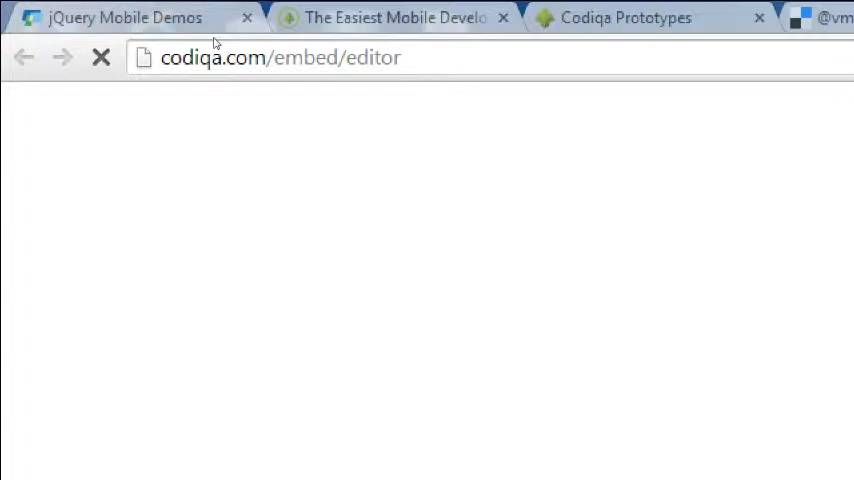 jQuery Mobile Demos
The Easiest Mobile Develo
Codiqa Prototypes
@vm
codiqa.com/embed/editor